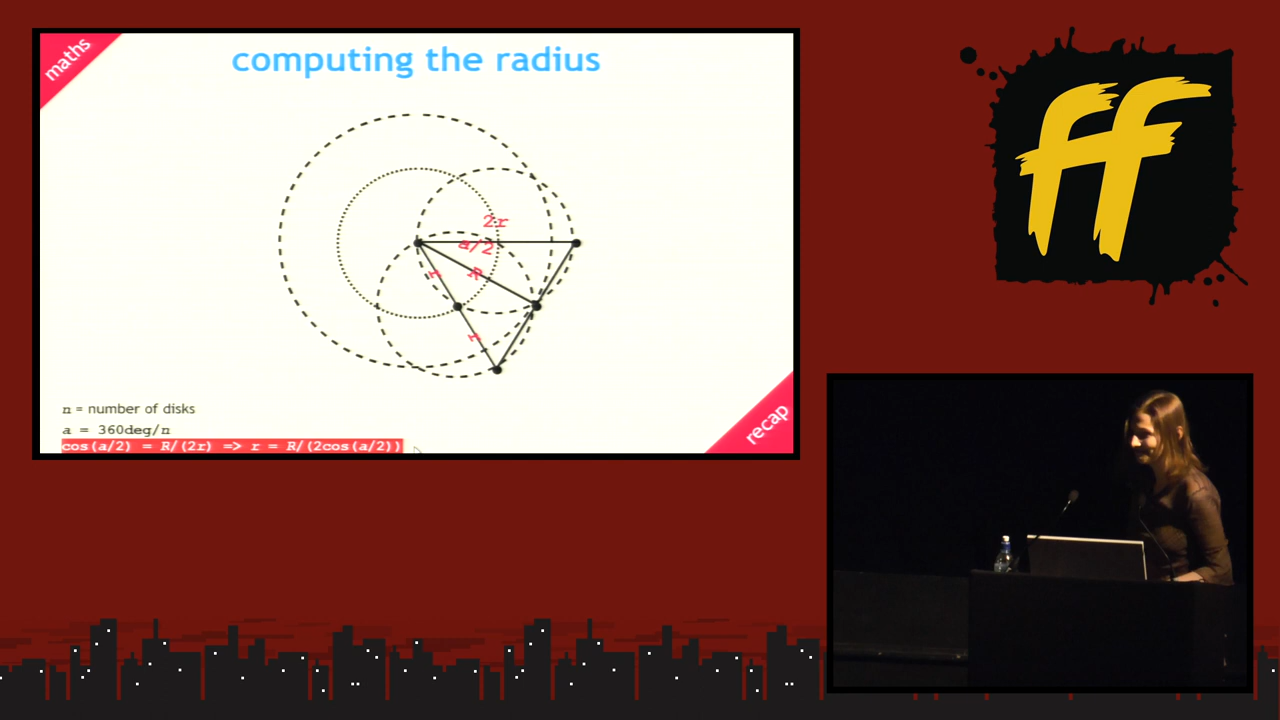 maths
computing the radius
2r
a/2
r
R
r
n = number of disks
a = 360deg/n
cos(a/2) = R/(2r) => r = R/(2cos(a/2))
recap
ff